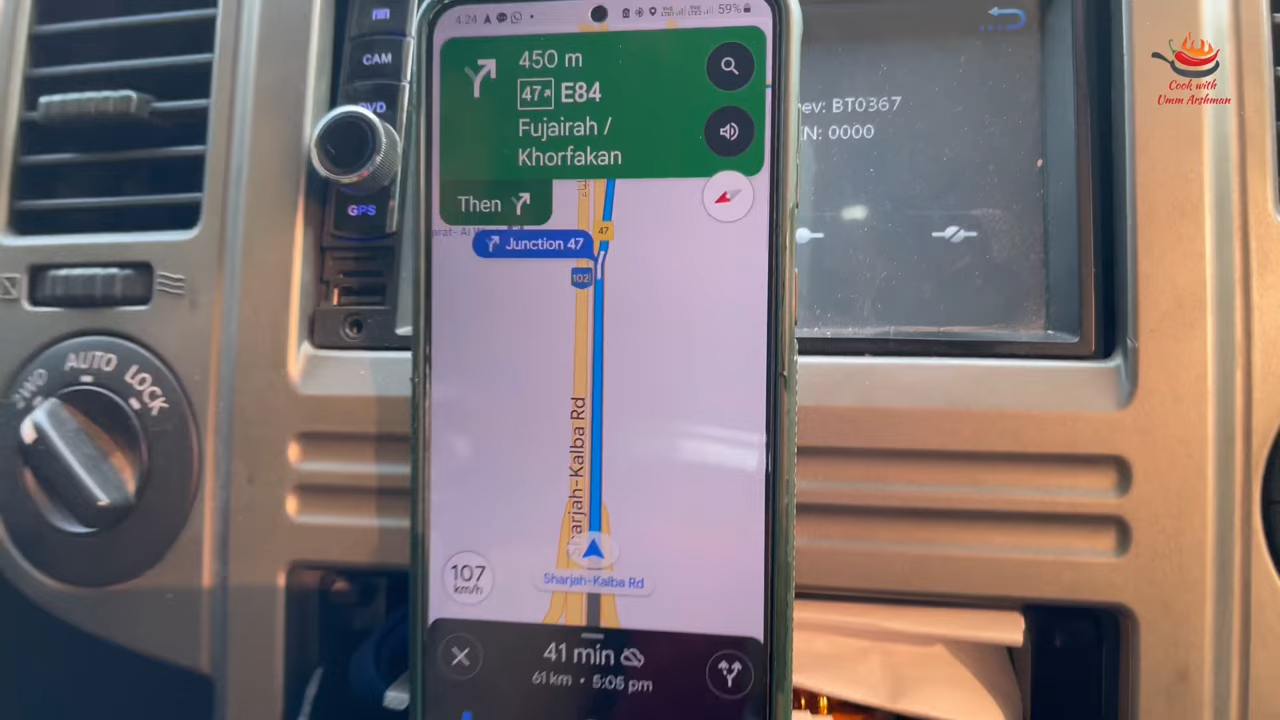 4.24
59%
450 m
47 E84
Fujairah /
Khorfakan
Then
47
Junction 47
102
Sharjah-Kalba Rd
107
km/h
Sharjah-Kalba Rd
41 min
61 km • 5:05 pm
CAM
DVD
GPS
AUTO
LOCK
ev: BT0367
N: 0000
Cook with
Umm Arshman